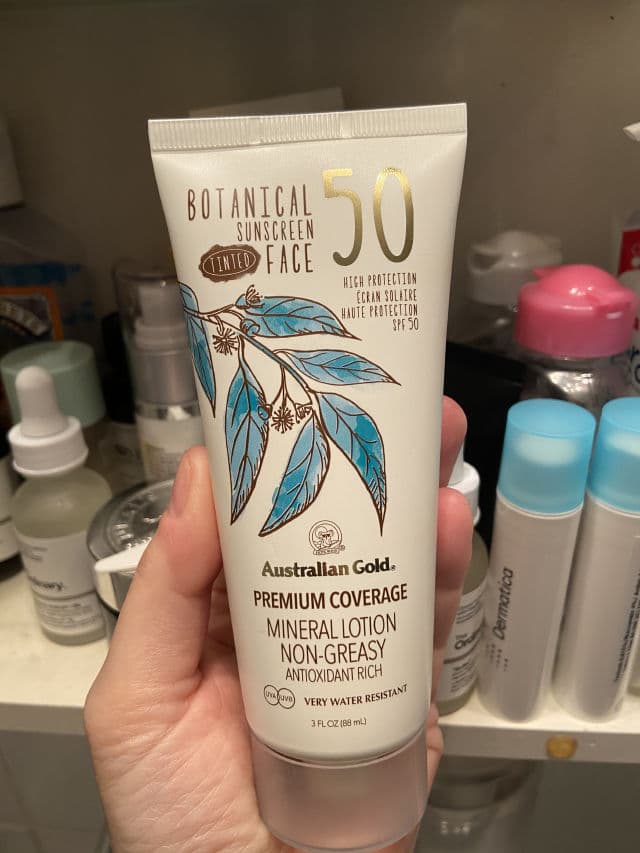 BOTANICAL
SUNSCREEN
TINTED FACE
50
HIGH PROTECTION
ÉCRAN SOLAIRE
HAUTE PROTECTION
SPF 50
Australian Gold®
PREMIUM COVERAGE
MINERAL LOTION
NON-GREASY
ANTIOXIDANT RICH
UVA UVB VERY WATER RESISTANT
3 FL OZ (88 mL)
Dermatica